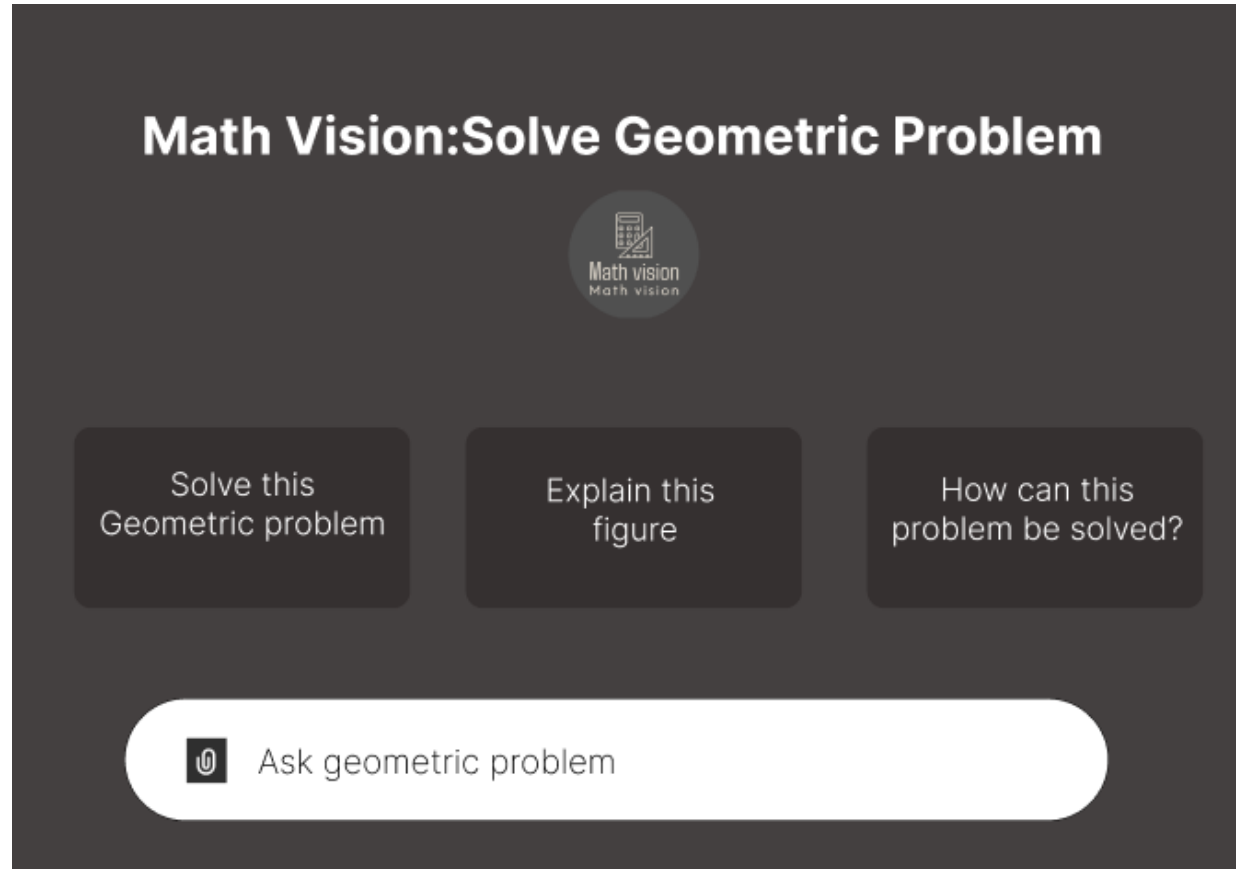 Math Vision:Solve Geometric Problem
Math vision
Math vision
Solve this
Geometric problem
Explain this
figure
How can this
problem be solved?
Ask geometric problem